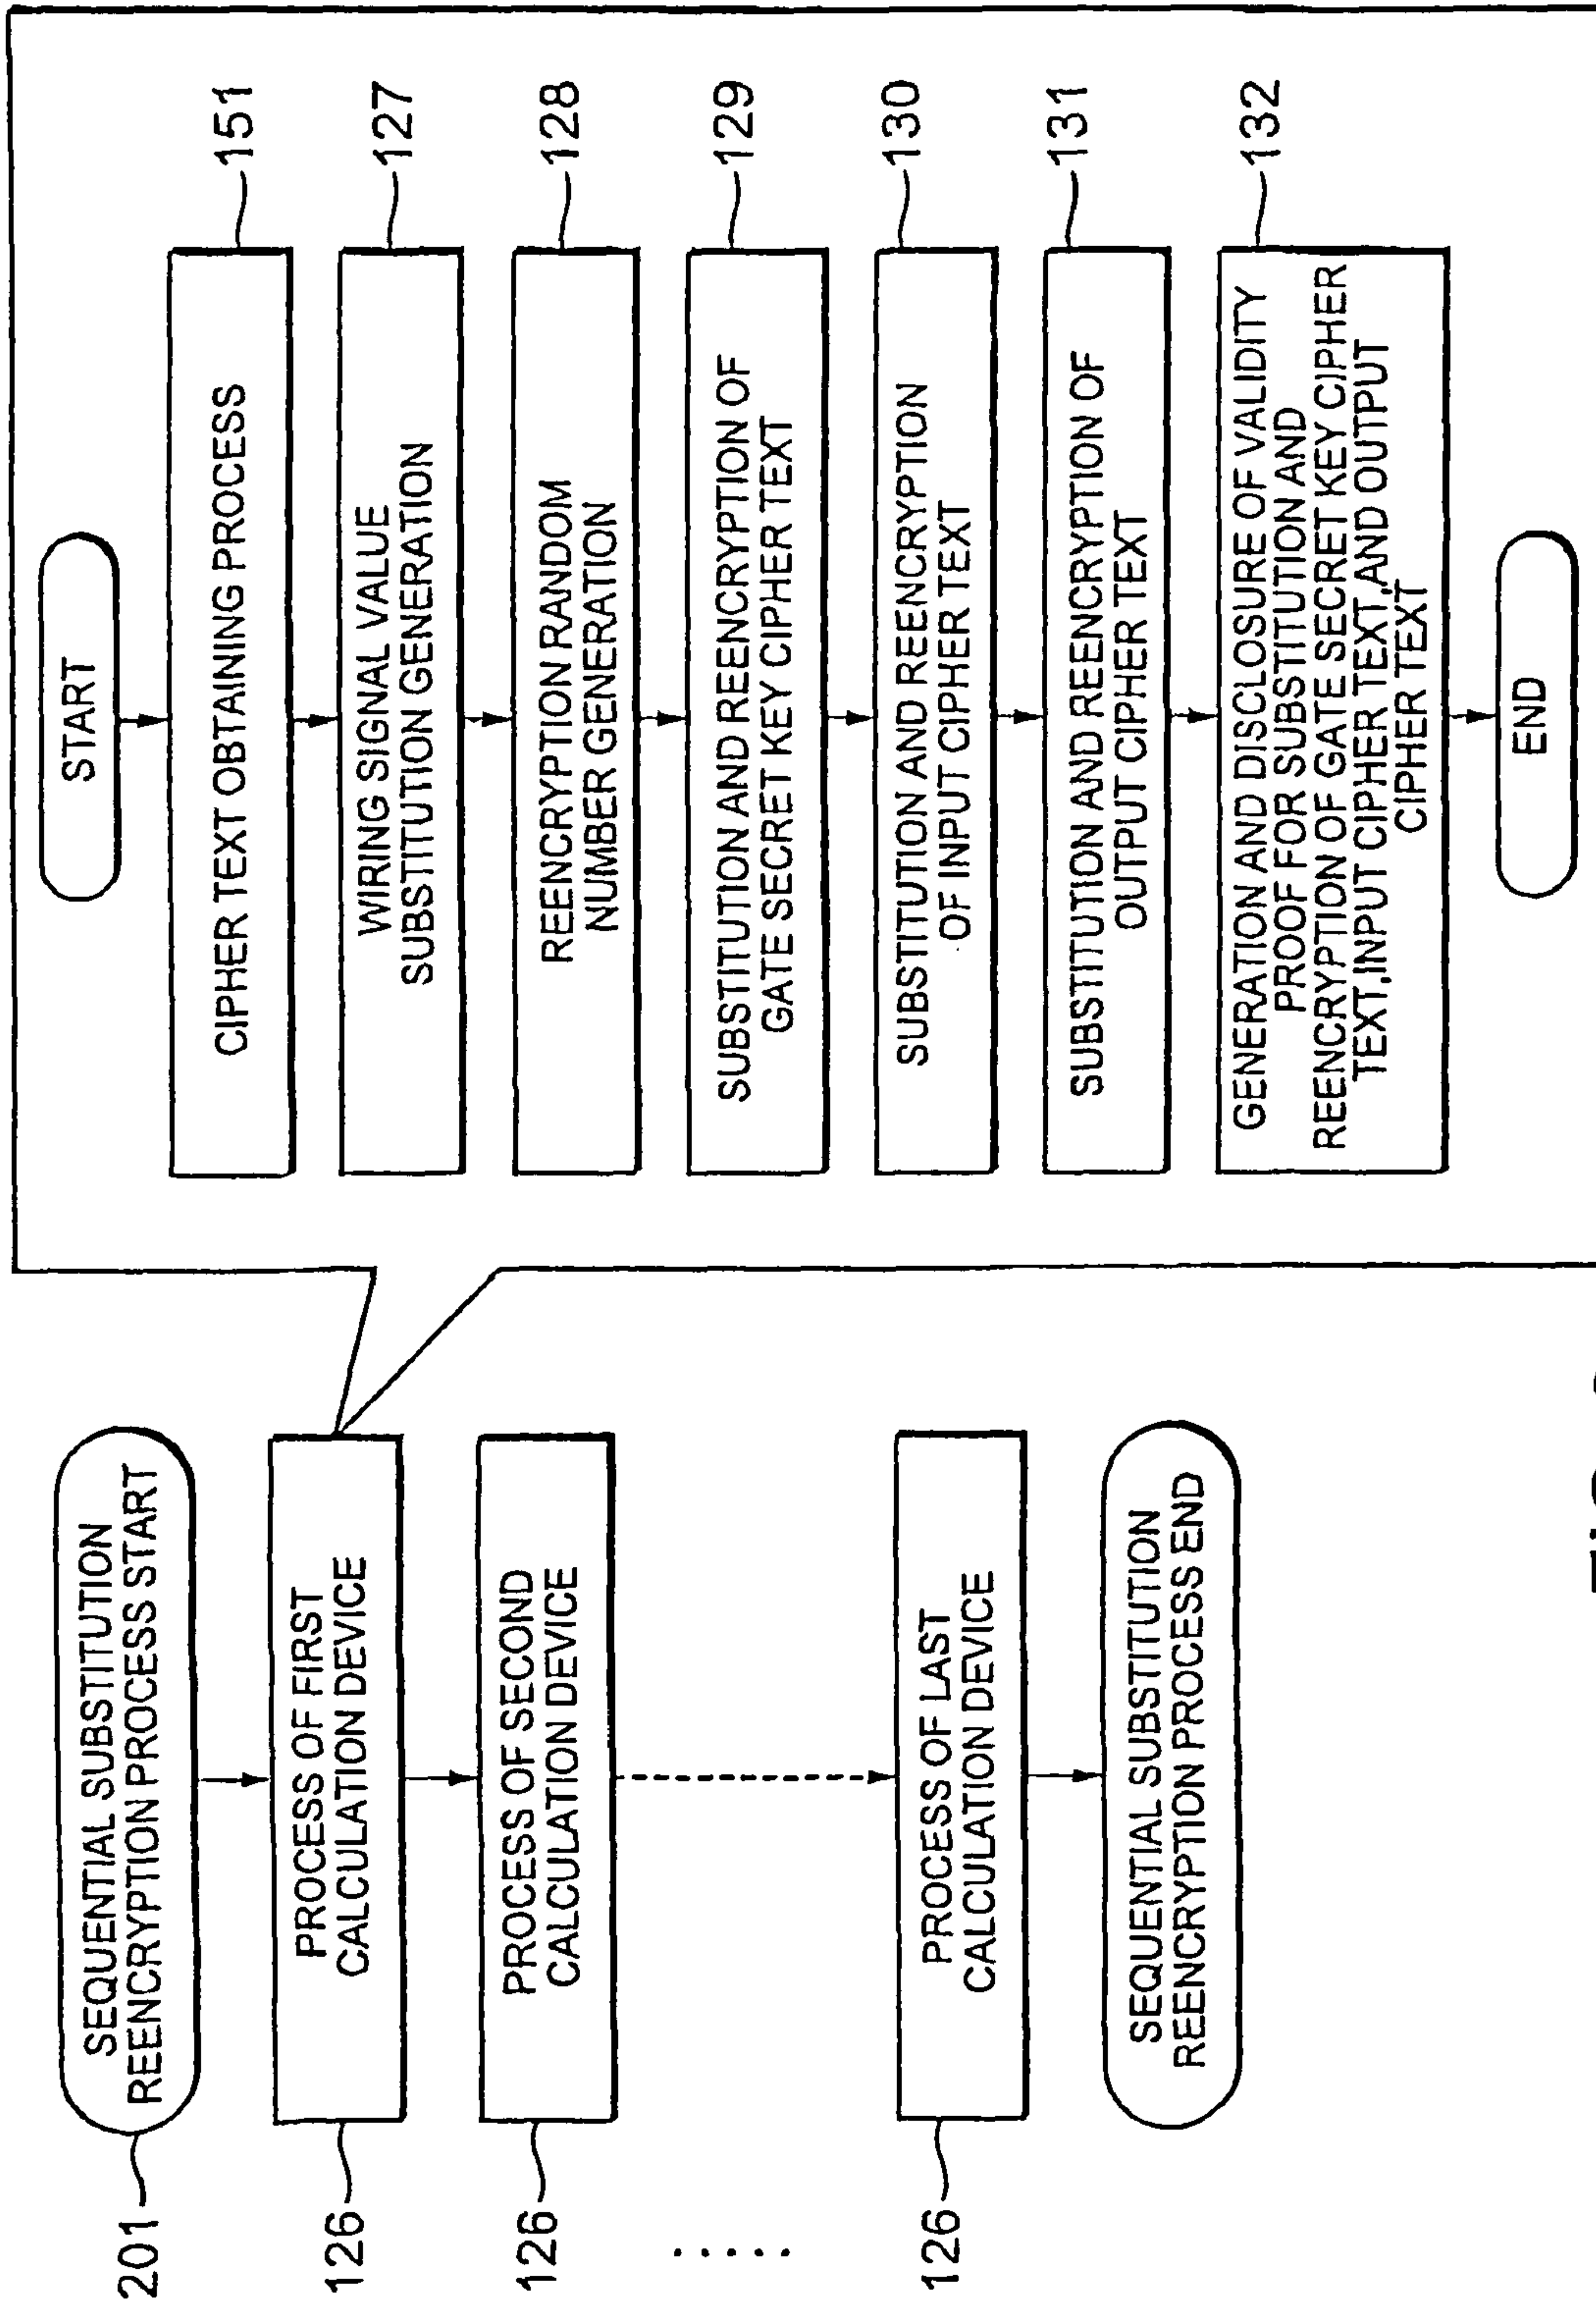 201
SEQUENTIAL SUBSTITUTION
REENCRYPTION PROCESS START
126
PROCESS OF FIRST
CALCULATION DEVICE
126
PROCESS OF SECOND
CALCULATION DEVICE
.....
126
PROCESS OF LAST
CALCULATION DEVICE
SEQUENTIAL SUBSTITUTION
REENCRYPTION PROCESS END
START
CIPHER TEXT OBTAINING PROCESS
151
WIRING SIGNAL VALUE
SUBSTITUTION GENERATION
127
REENCRYPTION RANDOM
NUMBER GENERATION
128
SUBSTITUTION AND REENCRYPTION OF
GATE SECRET KEY CIPHER TEXT
129
SUBSTITUTION AND REENCRYPTION
OF INPUT CIPHER TEXT
130
SUBSTITUTION AND REENCRYPTION OF
OUTPUT CIPHER TEXT
131
GENERATION AND DISCLOSURE OF VALIDITY
PROOF FOR SUBSTITUTION AND
REENCRYPTION OF GATE SECRET KEY CIPHER
TEXT,INPUT CIPHER TEXT,AND OUTPUT
CIPHER TEXT
132
END